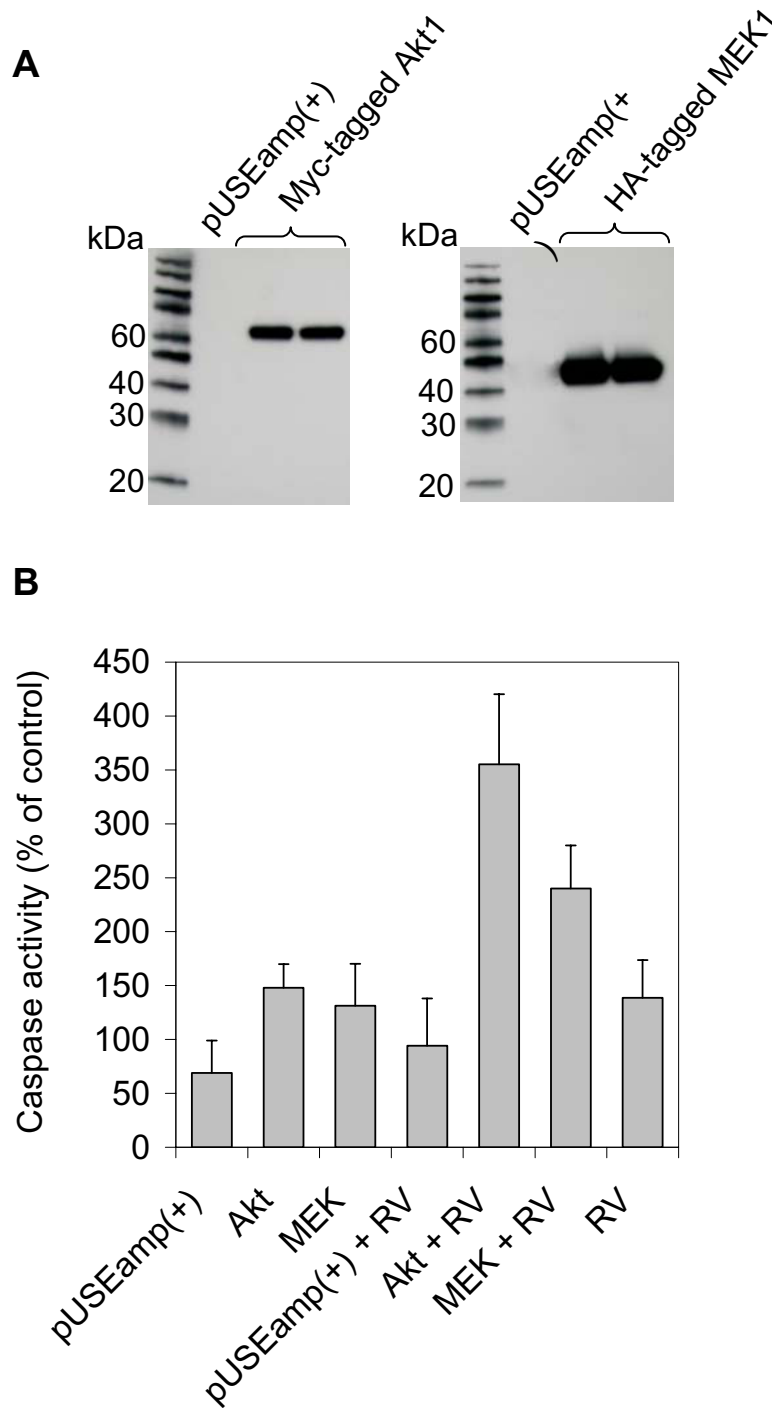 A
pUSEamp(+)
Myc-tagged Akt1
kDa
60
40
30
20
pUSEamp(+
)
HA-tagged MEK1
kDa
60
40
30
20
B
Caspase activity (% of control)
450
400
350
300
250
200
150
100
50
0
pUSEamp(+)
Akt
MEK
pUSEamp(+) + RV
Akt + RV
MEK + RV
RV